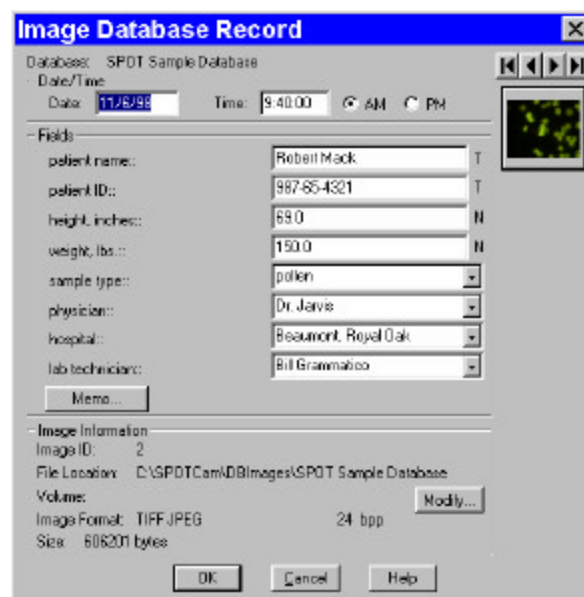 Image Database Record
Database: SPOT Sample Database
Date/Time
Date: 11/6/98 Time: 9:40:00 AM PM
Fields
patient name:: Robert Mack T
patient ID:: 987-65-4321 T
height, inches:: 69.0 N
weight, lbs.:: 150.0 N
sample type:: pollen
physician:: Dr. Jarvis
hospital:: Beaumont, Royal Oak
lab technician:: Bill Grammatico
Memo...
Image Information
Image ID: 2
File Location: C:\SPOTCam\DBImages\SPOT Sample Database
Volume: Modify...
Image Format: TIFF JPEG 24 bpp
Size: 606201 bytes
OK Cancel Help